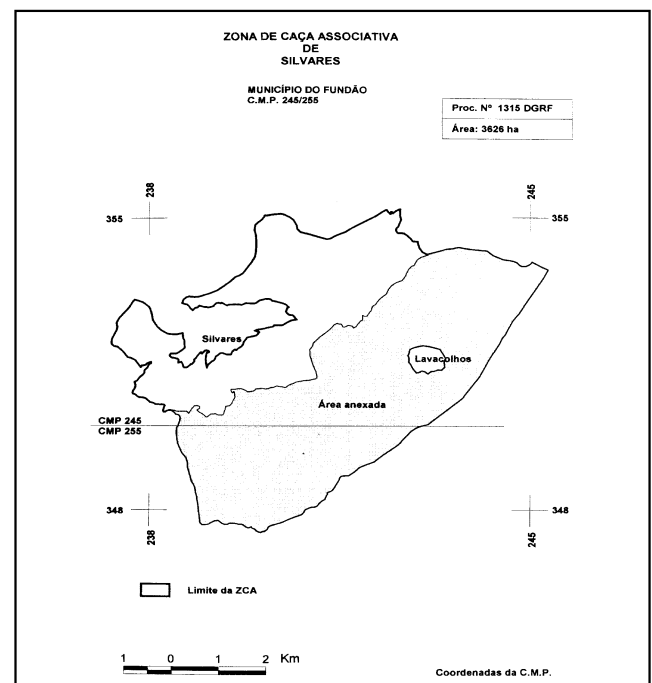 ZONA DE CAÇA ASSOCIATIVA
DE
SILVARES
MUNICÍPIO DO FUNDÃO
C.M.P. 245/255
Proc. Nº 1315 DGRF
Área: 3626 ha
238
245
355
355
Silvares
Lavacolhos
Área anexada
CMP 245
CMP 255
348
348
238
245
Limite da ZCA
1 0 1 2 Km
Coordenadas da C.M.P.